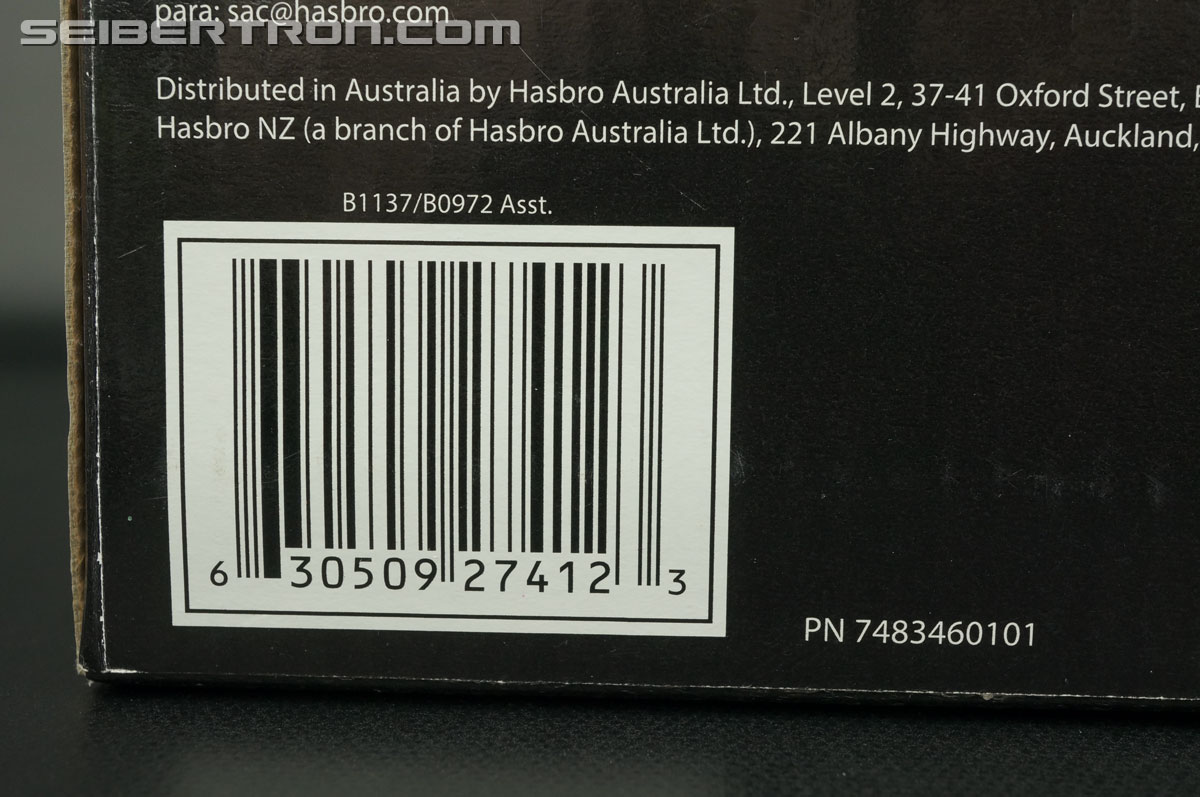 para: sac@hasbro.com
SEIBERTRON.COM
Distributed in Australia by Hasbro Australia Ltd., Level 2, 37-41 Oxford Street,
Hasbro NZ (a branch of Hasbro Australia Ltd.), 221 Albany Highway, Auckland,
B1137/B0972 Asst.
6 30509 27412 3
PN 7483460101